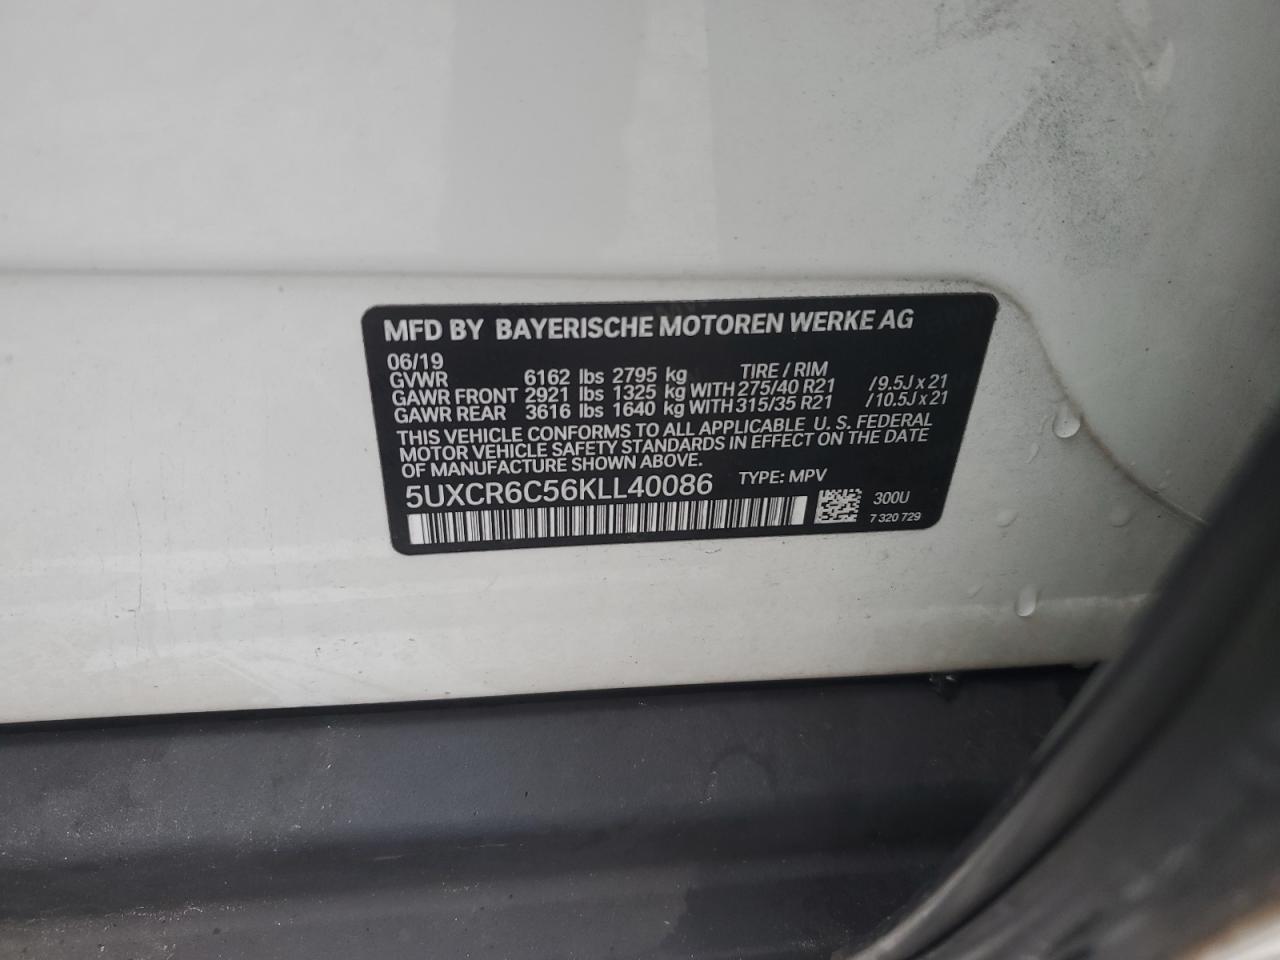 MFD BY BAYERISCHE MOTOREN WERKE AG
06/19
GVWR 6162 lbs 2795 kg TIRE / RIM
GAWR FRONT 2921 lbs 1325 kg WITH 275/40 R21 /9.5J x 21
GAWR REAR 3616 lbs 1640 kg WITH 315/35 R21 /10.5J x 21
THIS VEHICLE CONFORMS TO ALL APPLICABLE U. S. FEDERAL
MOTOR VEHICLE SAFETY STANDARDS IN EFFECT ON THE DATE
OF MANUFACTURE SHOWN ABOVE.
5UXCR6C56KLL40086 TYPE: MPV
300U
7 320 729